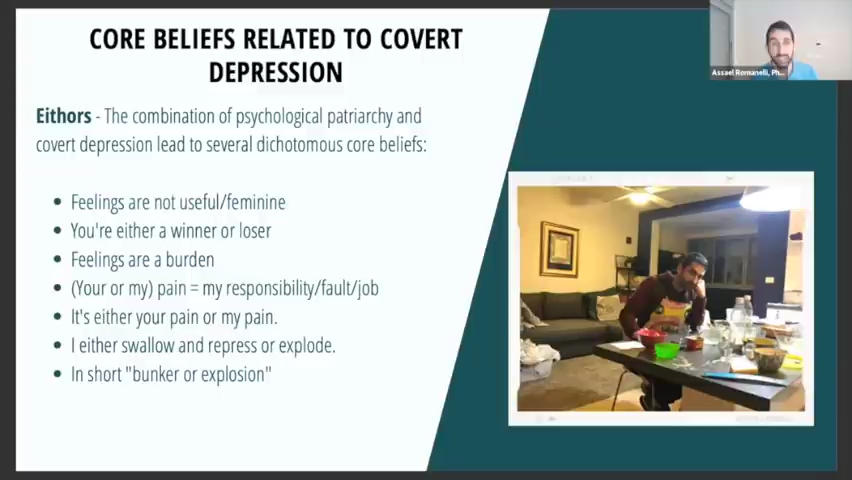 CORE BELIEFS RELATED TO COVERT
DEPRESSION
Eithors - The combination of psychological patriarchy and
covert depression lead to several dichotomous core beliefs:
• Feelings are not useful/feminine
• You're either a winner or loser
• Feelings are a burden
• (Your or my) pain = my responsibility/fault/job
• It's either your pain or my pain.
• I either swallow and repress or explode.
• In short "bunker or explosion"
Assael Romanelli, Ph...